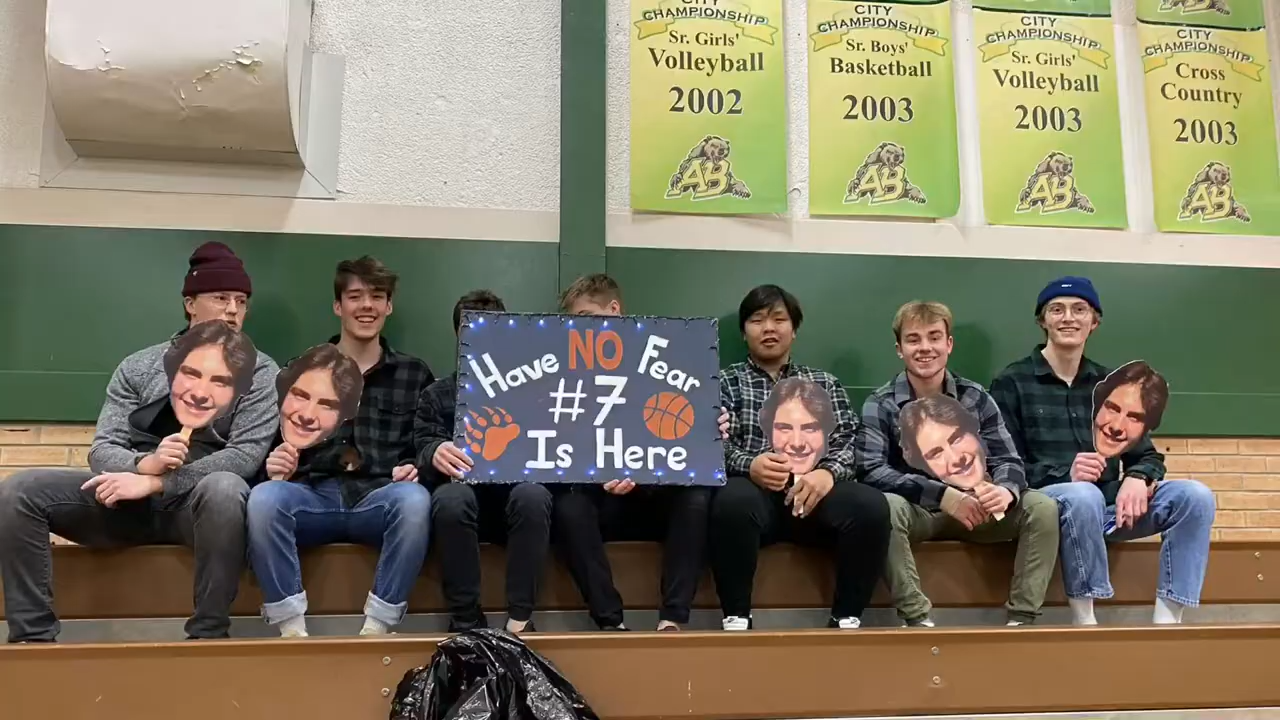 CITY
CHAMPIONSHIP
Sr. Girls'
Volleyball
2002
AB
CITY
CHAMPIONSHIP
Sr. Boys'
Basketball
2003
AB
CITY
CHAMPIONSHIP
Sr. Girls'
Volleyball
2003
AB
CITY
CHAMPIONSHIP
Cross
Country
2003
AB
Have NO Fear
#7
Is Here